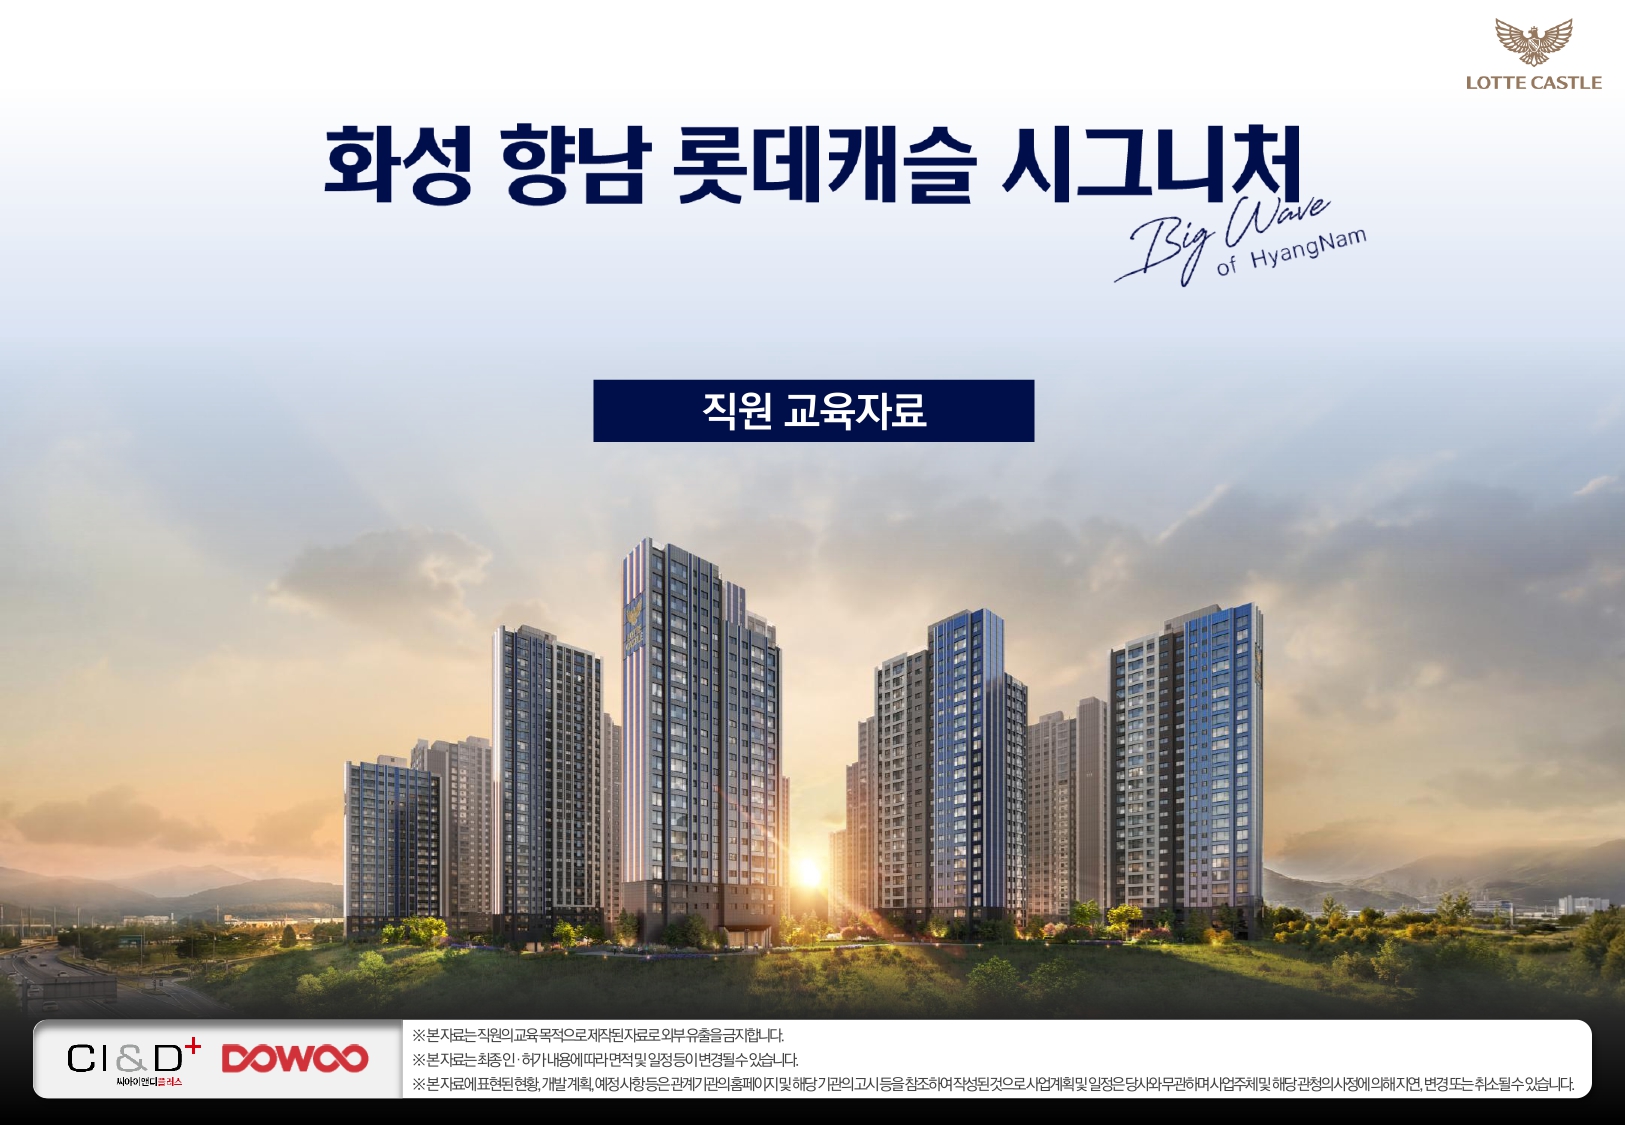 LOTTE CASTLE
화성 향남 롯데캐슬 시그니처
Big Wave
of HyangNam
직원 교육자료
CI&D+
씨아이앤디플러스
DOWOO
※ 본 자료는 직원의 교육 목적으로 제작된 자료로 외부 유출을 금지합니다.
※ 본 자료는 최종 인·허가 내용에 따라 면적 및 일정 등이 변경될 수 있습니다.
※ 본 자료에 표현된 현황, 개발 계획, 예정 사항 등은 관계기관의 홈페이지 및 해당 기관의 고시 등을 참조하여 작성된 것으로 사업계획 및 일정은 당사와 무관하며 사업주체 및 해당 관청의 사정에 의해 지연, 변경 또는 취소될 수 있습니다.